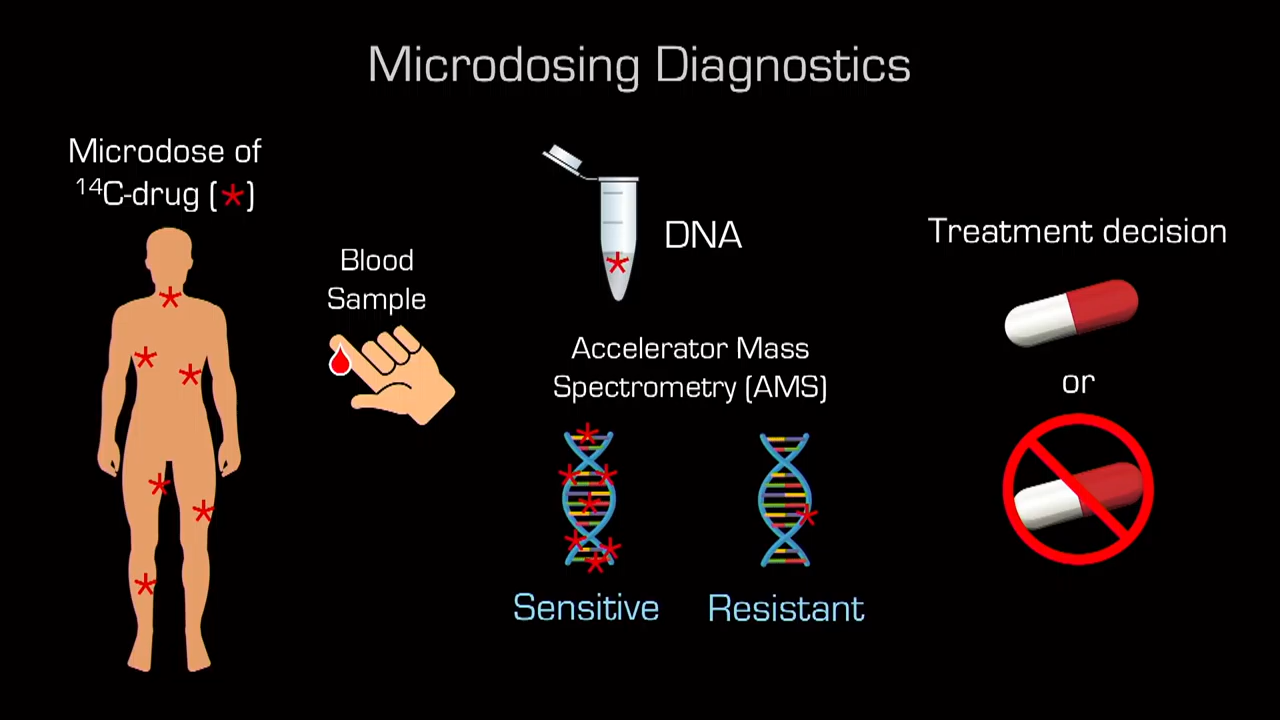 Microdosing Diagnostics
Microdose of
¹⁴C-drug (*)
Blood
Sample
DNA
Accelerator Mass
Spectrometry (AMS)
Sensitive
Resistant
Treatment decision
or